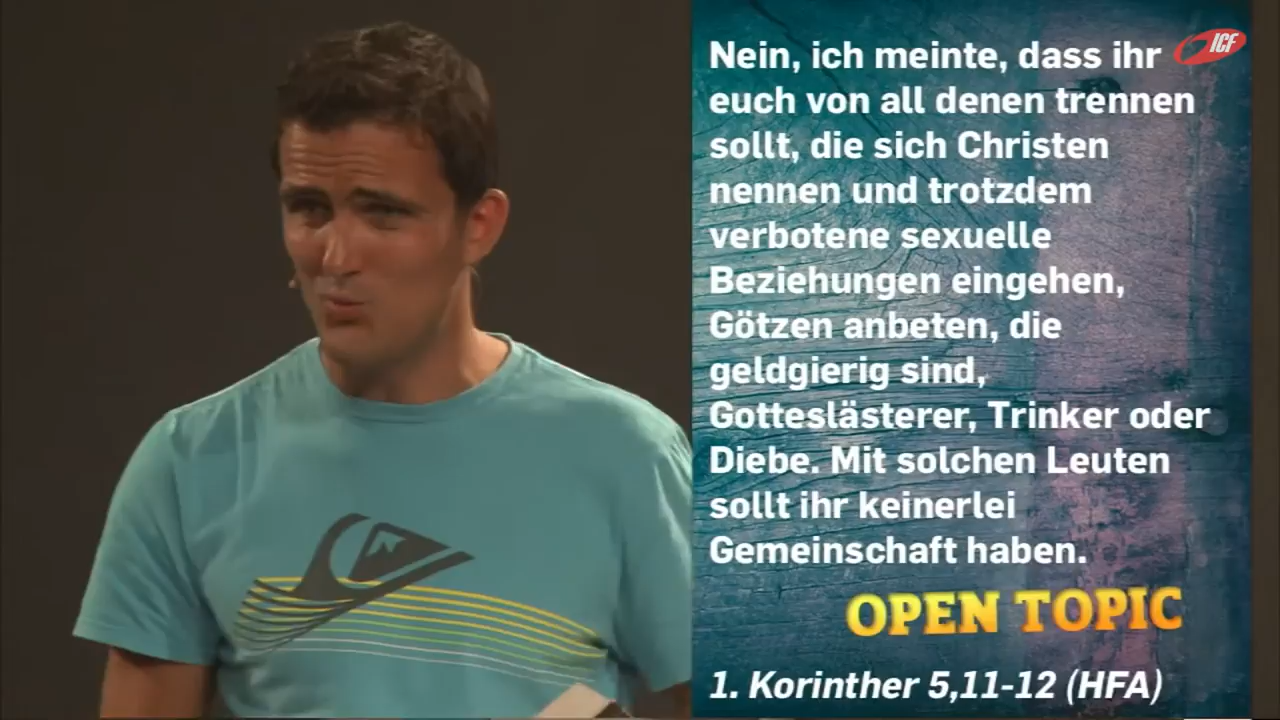 Nein, ich meinte, dass ihr
euch von all denen trennen
sollt, die sich Christen
nennen und trotzdem
verbotene sexuelle
Beziehungen eingehen,
Götzen anbeten, die
geldgierig sind,
Gotteslästerer, Trinker oder
Diebe. Mit solchen Leuten
sollt ihr keinerlei
Gemeinschaft haben.
OPEN TOPIC
1. Korinther 5,11-12 (HFA)
ICF